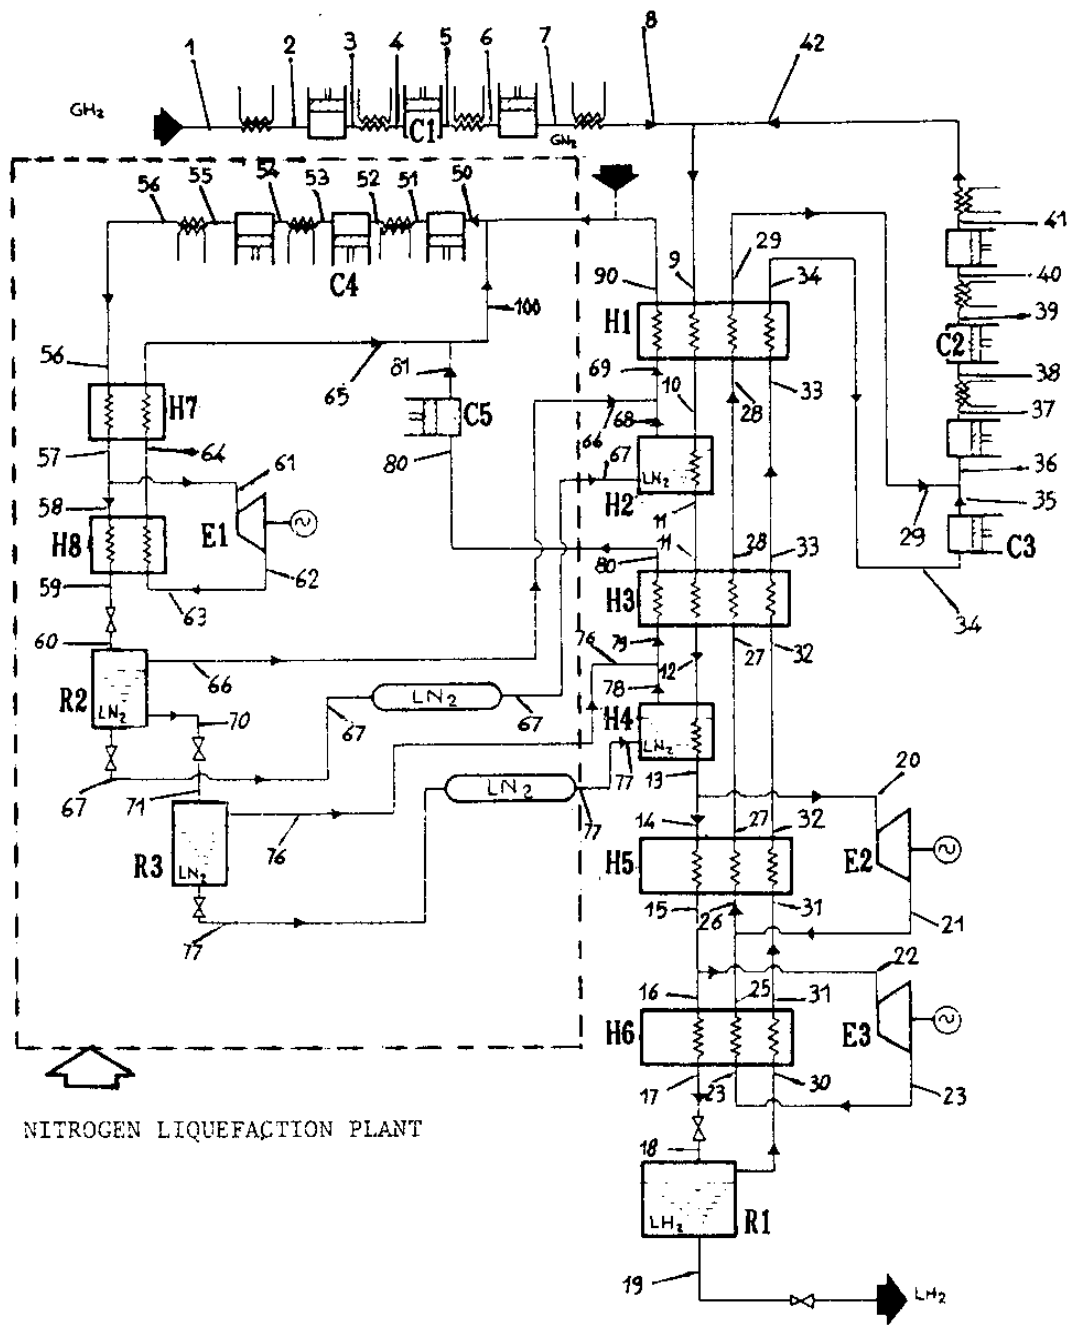 1 2 3 4 5 6 7 8 42
GH₂
C1
GN₂
56 55 54 53 52 51 50
41
C4
9 29 34 40
90
100
39
H1 C2
56 81 69 10 28 33 38
65
37
H7 C5 68
66
57 64 61 80 67 36
LN₂
58 H2 29 35
11
H8 E1 C3
11 28 33
80
59 62
63 H3
34
60 79 12 27 32
76
66
R2 78
LN₂ 70 LN₂ H4
67 67 LN₂
77 13 20
67 71 LN₂
76 77 14 27 32
R3 H5 E2
LN₂
15 26 31
77 21
22
16 25 31
H6 E3
17 23 30 23
NITROGEN LIQUEFACTION PLANT
18
LH₂ R1
19
LH₂